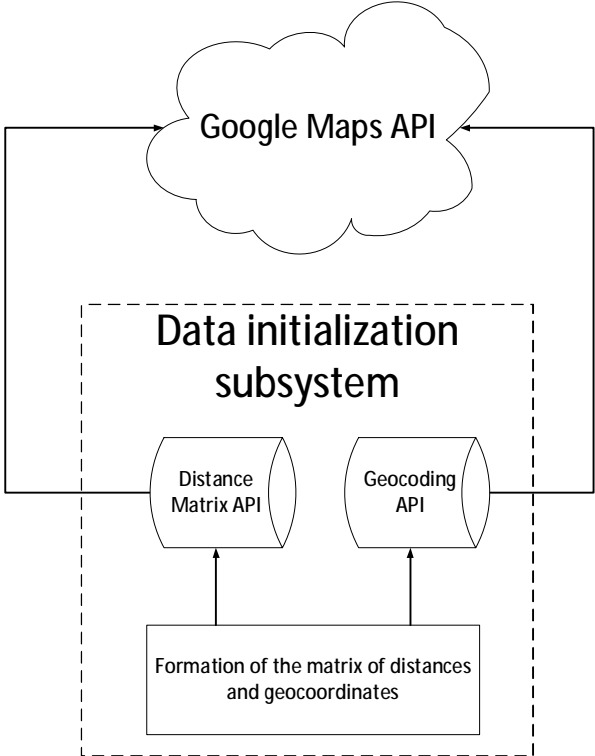 Google Maps API
Data initialization
subsystem
Distance
Matrix API
Geocoding
API
Formation of the matrix of distances
and geocoordinates